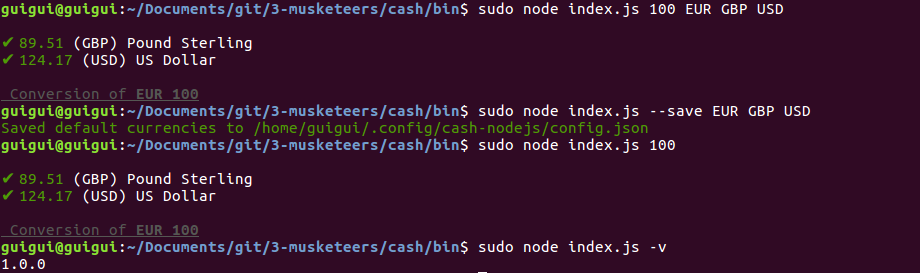 guigui@guigui:~/Documents/git/3-musketeers/cash/bin$ sudo node index.js 100 EUR GBP USD
✔ 89.51 (GBP) Pound Sterling
✔ 124.17 (USD) US Dollar
Conversion of EUR 100
guigui@guigui:~/Documents/git/3-musketeers/cash/bin$ sudo node index.js --save EUR GBP USD
Saved default currencies to /home/guigui/.config/cash-nodejs/config.json
guigui@guigui:~/Documents/git/3-musketeers/cash/bin$ sudo node index.js 100
✔ 89.51 (GBP) Pound Sterling
✔ 124.17 (USD) US Dollar
Conversion of EUR 100
guigui@guigui:~/Documents/git/3-musketeers/cash/bin$ sudo node index.js -v
1.0.0